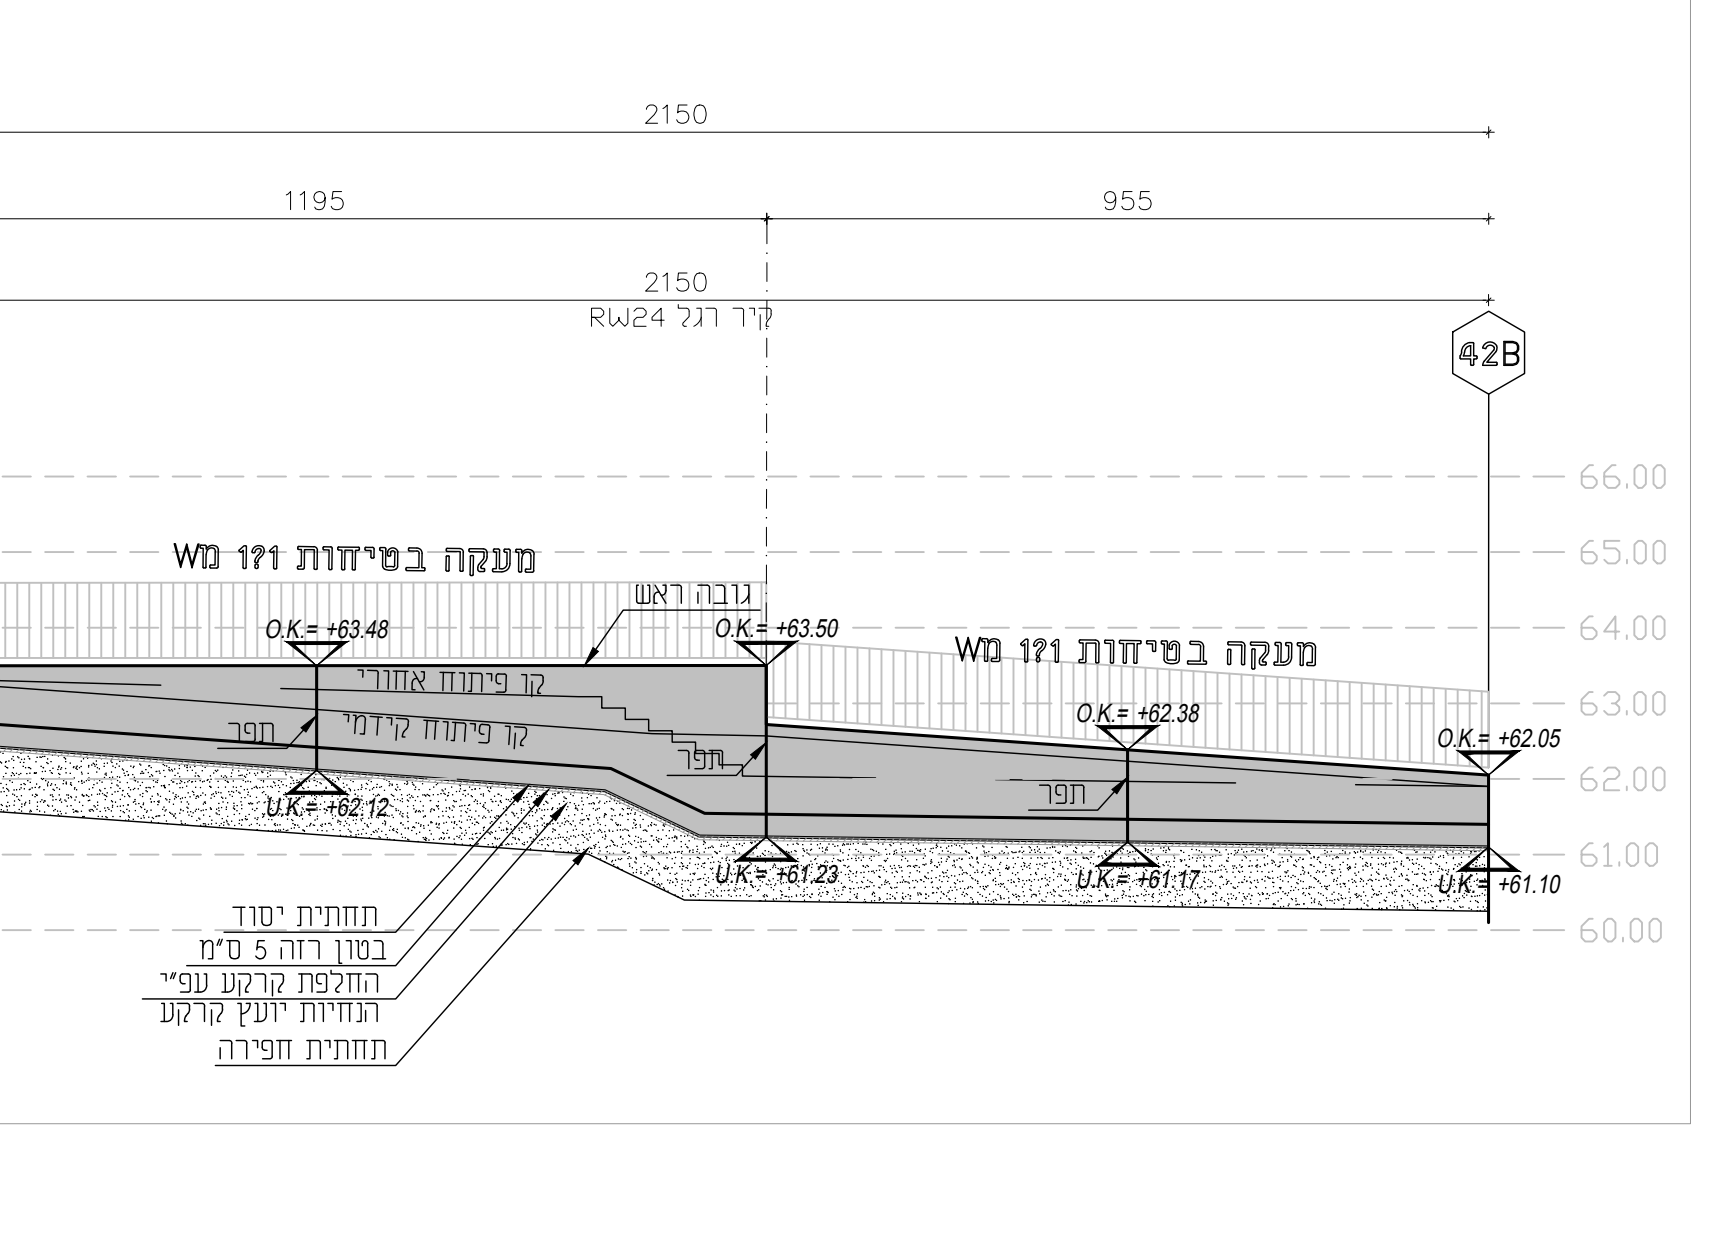 2150
1195
955
2150
קיר רגל RW24
42B
66.00
65.00
מעקה בטיחות 1?1 מW
גובה ראש
64.00
O.K.= +63.48
O.K.= +63.50
מעקה בטיחות 1?1 מW
קו פיתוח אחורי
63.00
O.K.= +62.38
קו פיתוח קידמי
תפר
O.K.= +62.05
תפר
62.00
תפר
U.K.= +62.12
61.00
U.K.= +61.23
U.K.= +61.17
U.K.= +61.10
תחתית יסוד
60.00
בטון רזה 5 ס"מ
החלפת קרקע עפ"י
הנחיות יועץ קרקע
תחתית חפירה